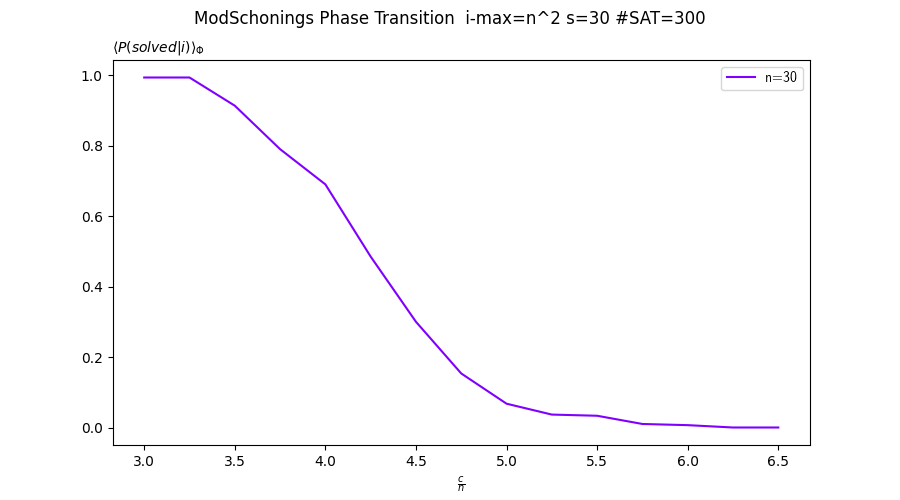 ModSchonings Phase Transition  i-max=n^2 s=30 #SAT=300
⟨P(solved|i)⟩Φ
n=30
1.0
0.8
0.6
0.4
0.2
0.0
3.0 3.5 4.0 4.5 5.0 5.5 6.0 6.5
c/n